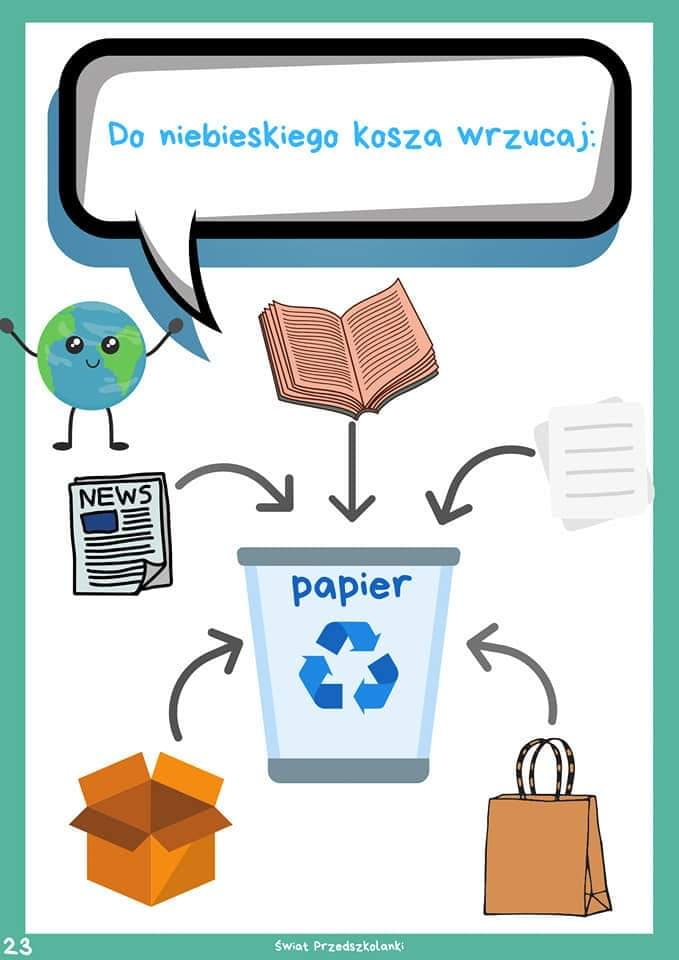 Do niebieskiego kosza wrzucaj:
NEWS
papier
23
Świat Przedszkolanki